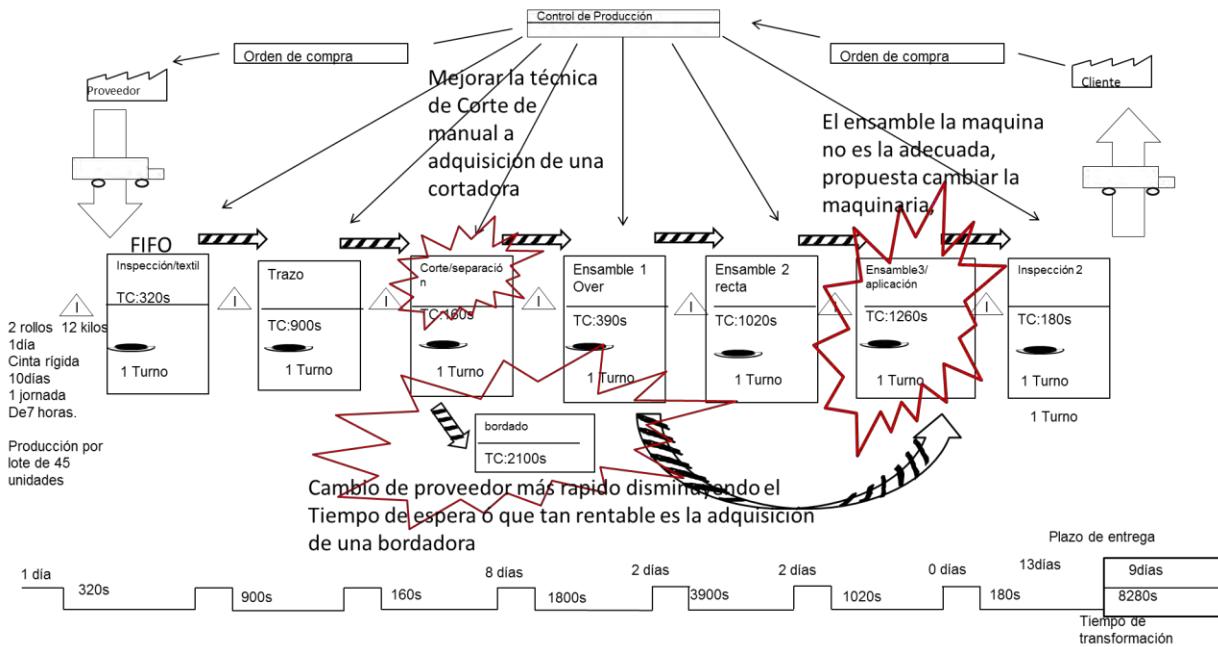 Control de Producción
Orden de compra
Orden de compra
Proveedor
Cliente
Mejorar la técnica
de Corte de
manual a
adquisición de una
cortadora
El ensamble la maquina
no es la adecuada,
propuesta cambiar la
maquinaria,
FIFO
Inspección/textil
TC:320s
1 Turno
Trazo
TC:900s
1 Turno
Corte/separació
n
TC:160s
1 Turno
Ensamble 1
Over
TC:390s
1 Turno
Ensamble 2
recta
TC:1020s
1 Turno
Ensamble3/
aplicación
TC:1260s
1 Turno
Inspección 2
TC:180s
1 Turno
1 Turno
I
I
I
I
I
I
I
2 rollos 12 kilos
1día
Cinta rígida
10días
1 jornada
De7 horas.
Producción por
lote de 45
unidades
bordado
TC:2100s
Cambio de proveedor más rapido disminuyendo el
Tiempo de espera o que tan rentable es la adquisición
de una bordadora
Plazo de entrega
1 día
8 días
2 días
2 días
0 dias
13días
9días
320s
900s
160s
1800s
3900s
1020s
180s
8280s
Tiempo de
transformación